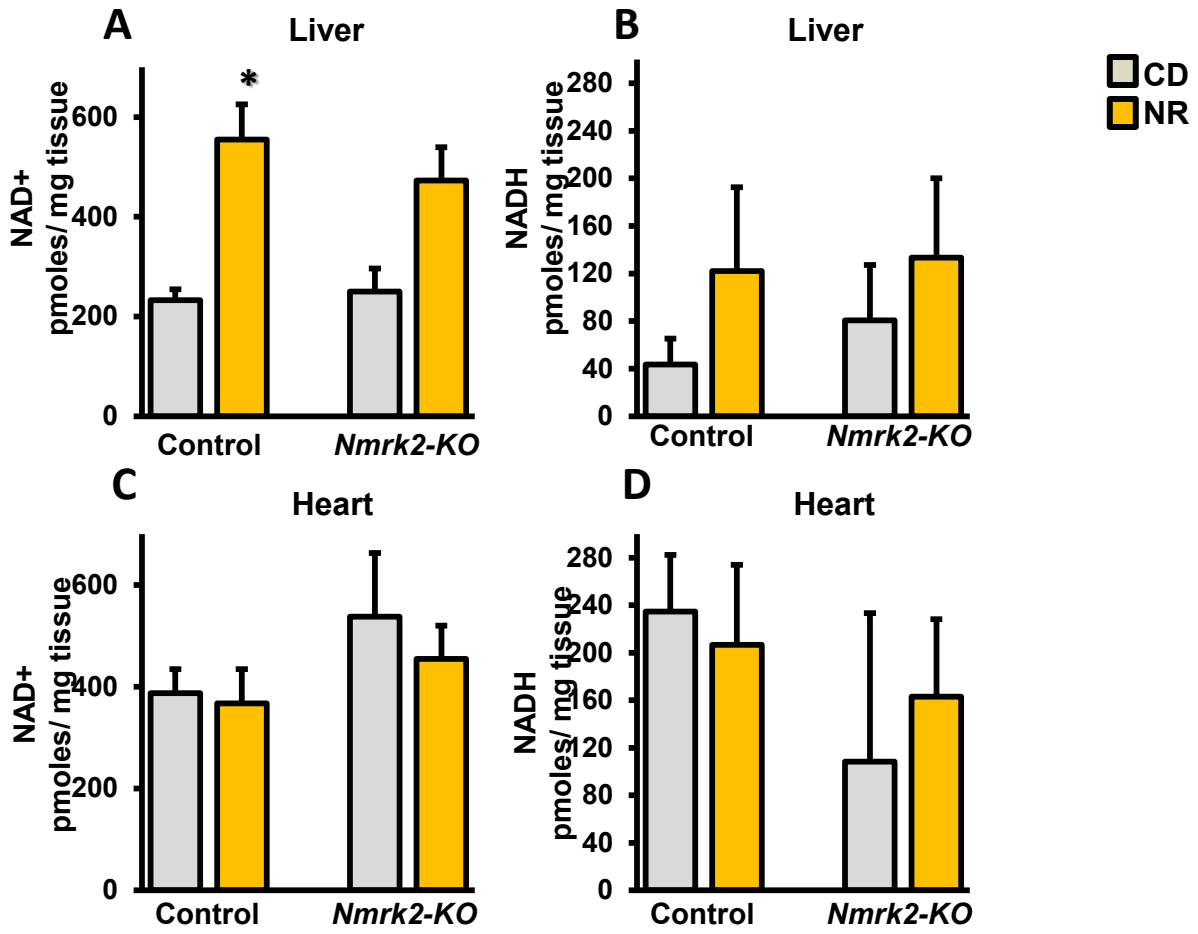 A
Liver
NAD+
pmoles/ mg tissue
600
400
200
0
*
Control
Nmrk2-KO
B
Liver
NADH
pmoles/ mg tissue
280
240
200
160
120
80
40
0
Control
Nmrk2-KO
CD
NR
C
Heart
NAD+
pmoles/ mg tissue
600
400
200
0
Control
Nmrk2-KO
D
Heart
NADH
pmoles/ mg tissue
280
240
200
160
120
80
40
0
Control
Nmrk2-KO